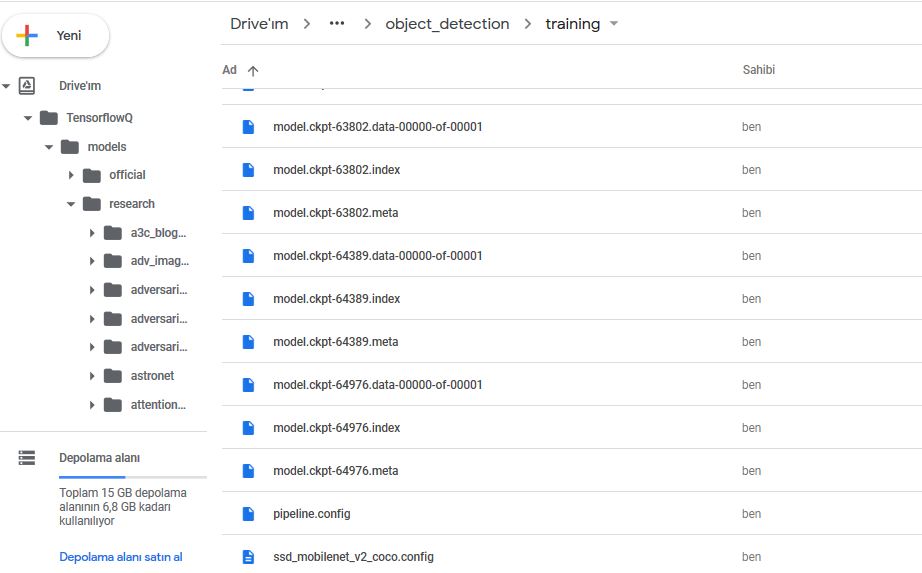 Yeni
Drive'ım
TensorflowQ
models
official
research
a3c_blog...
adv_imag...
adversari...
adversari...
adversari...
astronet
attention...
Depolama alanı
Toplam 15 GB depolama
alanının 6,8 GB kadarı
kullanılıyor
Depolama alanı satın al
Drive'ım > ... > object_detection > training
Ad Sahibi
model.ckpt-63802.data-00000-of-00001 ben
model.ckpt-63802.index ben
model.ckpt-63802.meta ben
model.ckpt-64389.data-00000-of-00001 ben
model.ckpt-64389.index ben
model.ckpt-64389.meta ben
model.ckpt-64976.data-00000-of-00001 ben
model.ckpt-64976.index ben
model.ckpt-64976.meta ben
pipeline.config ben
ssd_mobilenet_v2_coco.config ben